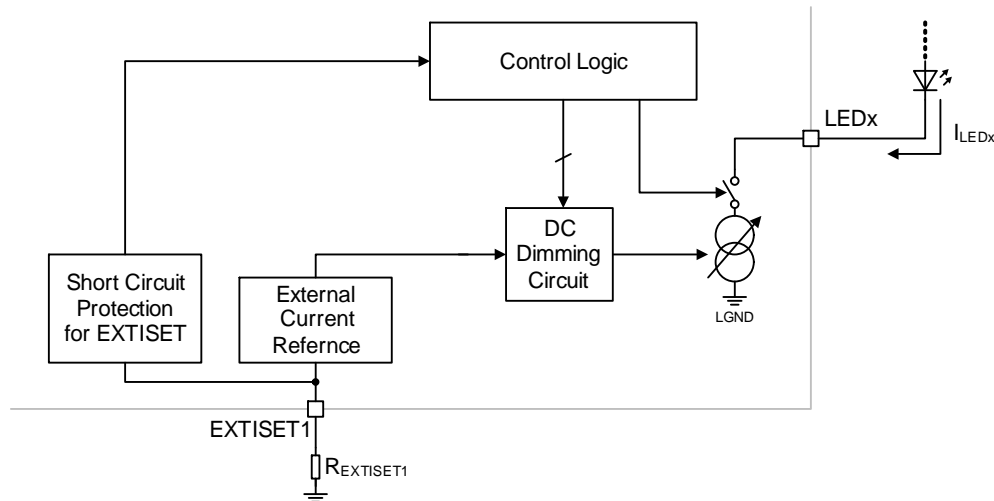 Control Logic
LEDx
ILEDx
DC
Dimming
Circuit
Short Circuit
Protection
for EXTISET
External
Current
Refernce
LGND
EXTISET1
REXTISET1